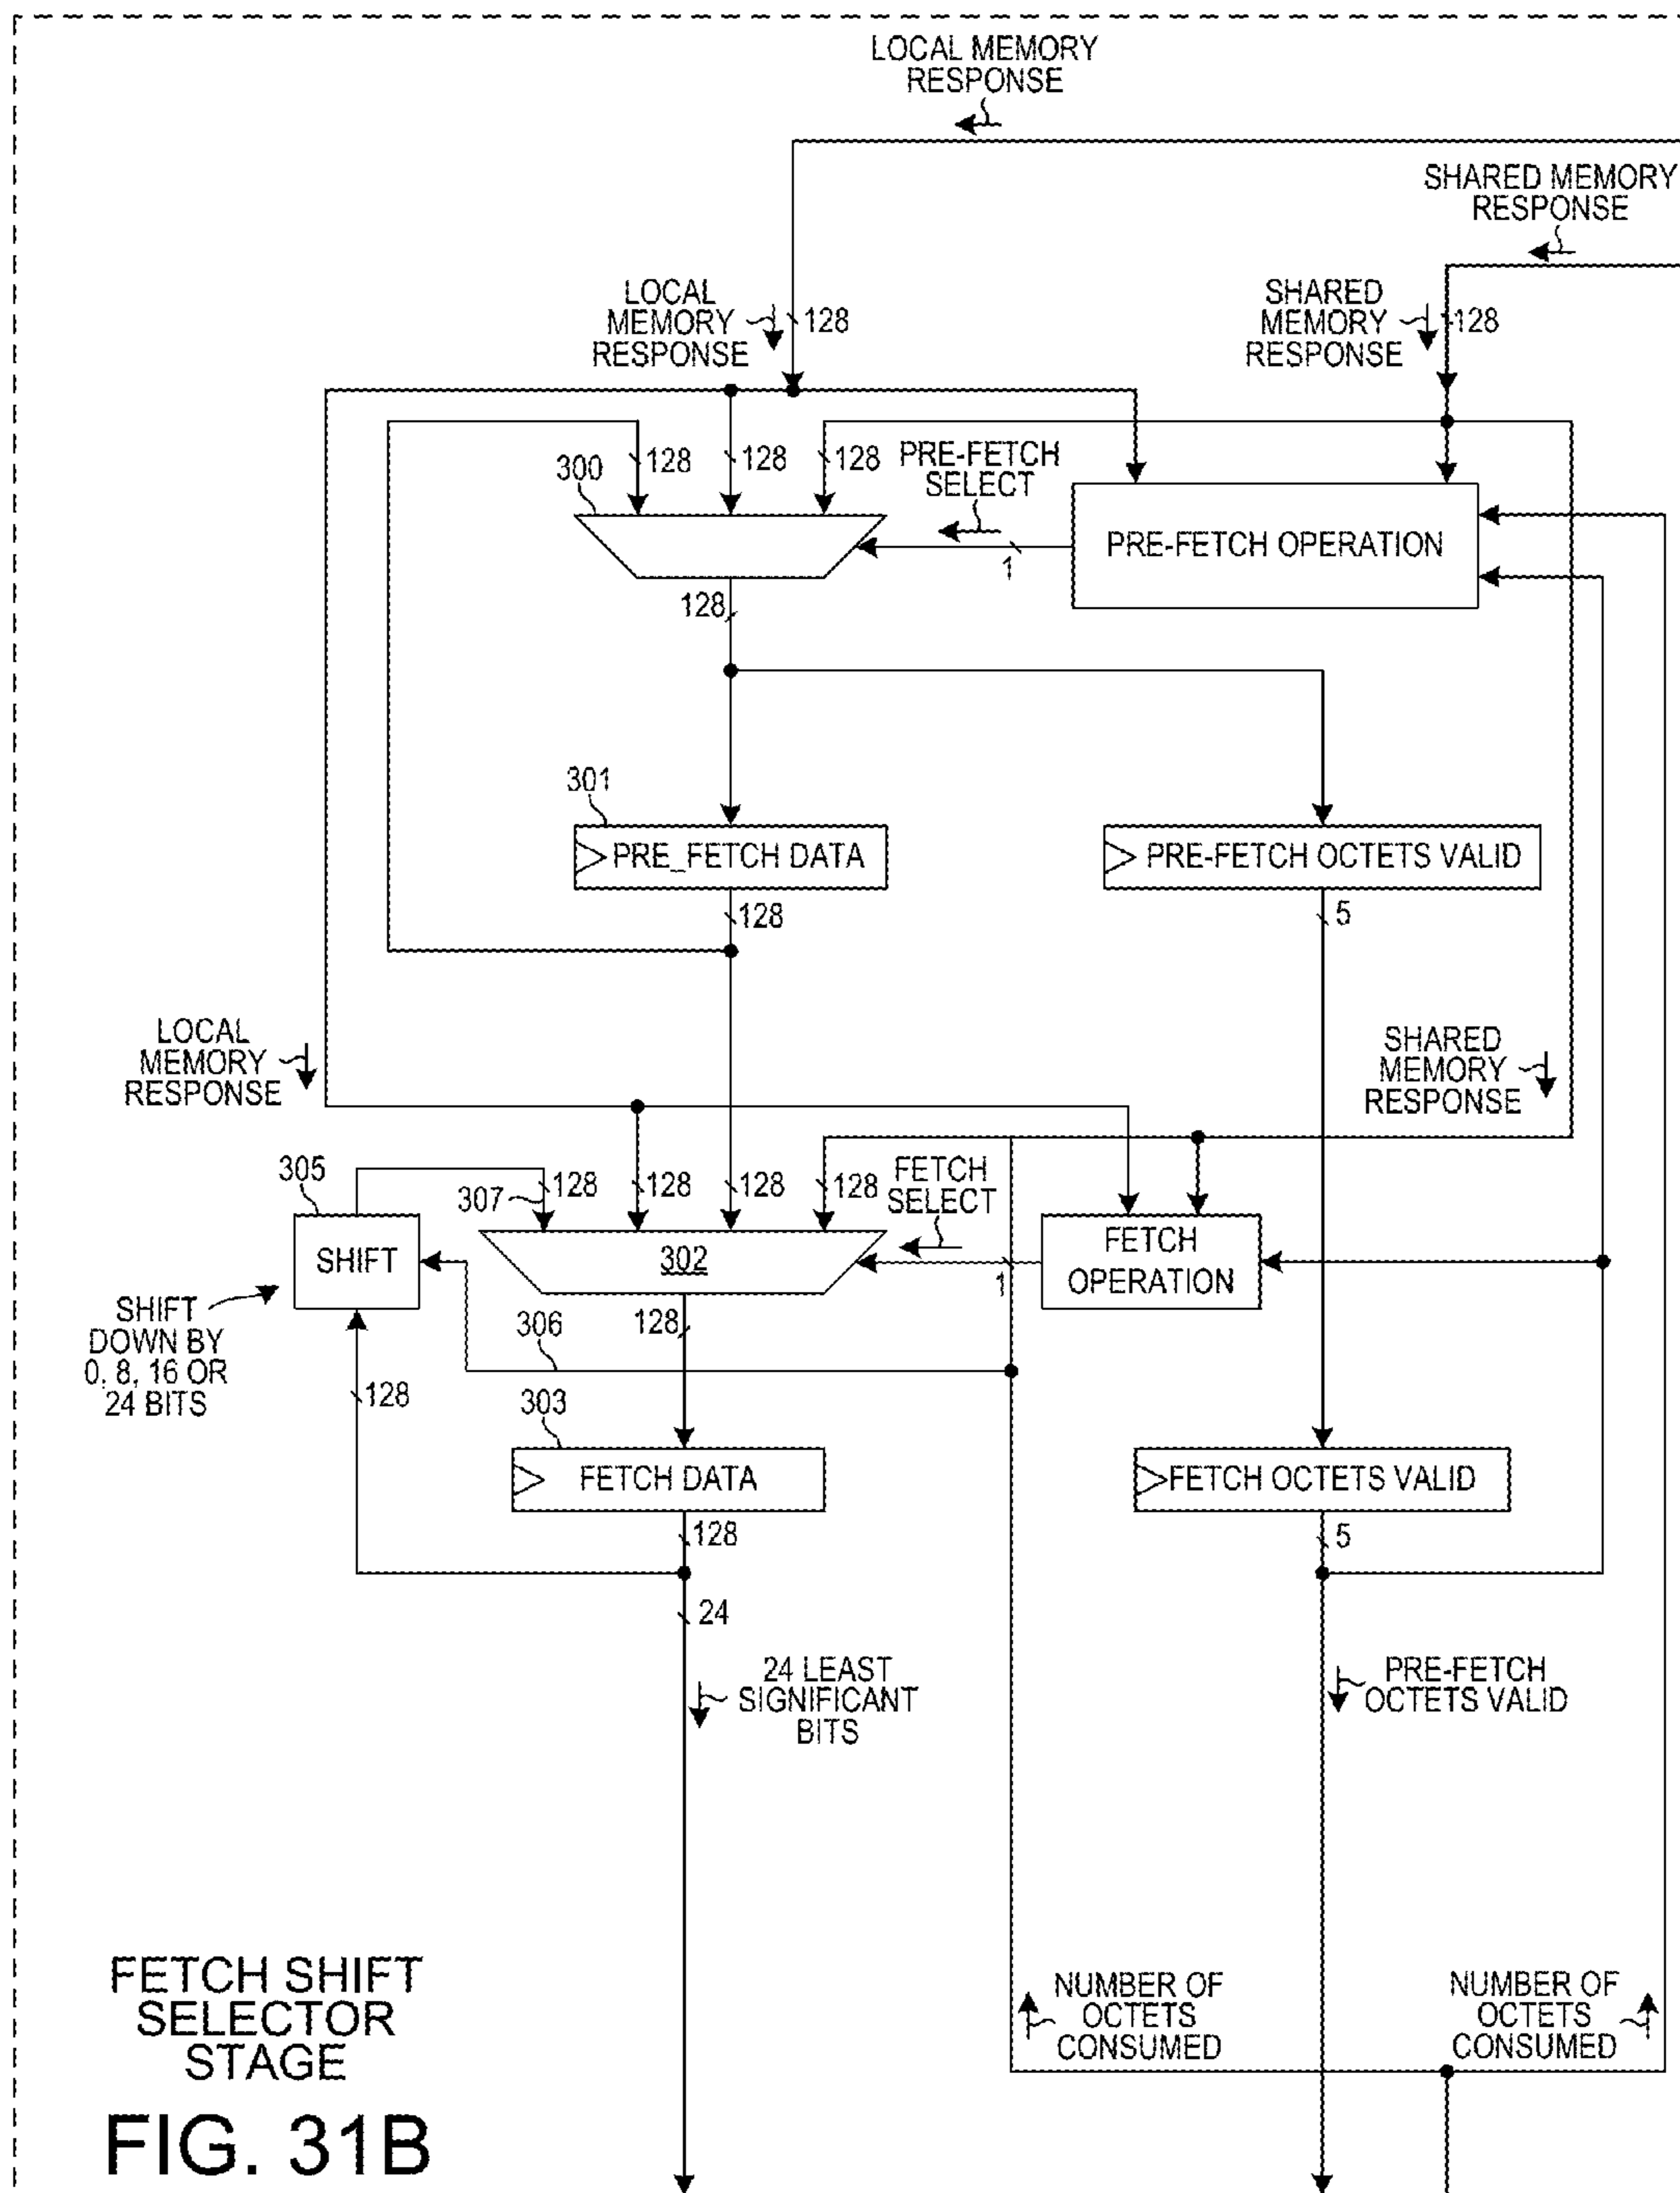 LOCAL MEMORY
RESPONSE
SHARED MEMORY
RESPONSE
LOCAL
MEMORY
RESPONSE
128
SHARED
MEMORY
RESPONSE
128
300
128
128
128
PRE-FETCH
SELECT
1
PRE-FETCH OPERATION
128
301
PRE_FETCH DATA
PRE-FETCH OCTETS VALID
128
5
LOCAL
MEMORY
RESPONSE
SHARED
MEMORY
RESPONSE
305
307
128
128
128
128
FETCH
SELECT
SHIFT
302
1
FETCH
OPERATION
SHIFT
DOWN BY
0, 8, 16 OR
24 BITS
128
306
128
303
FETCH DATA
FETCH OCTETS VALID
128
5
24
24 LEAST
SIGNIFICANT
BITS
PRE-FETCH
OCTETS VALID
NUMBER OF
OCTETS
CONSUMED
NUMBER OF
OCTETS
CONSUMED
FETCH SHIFT
SELECTOR
STAGE
FIG. 31B